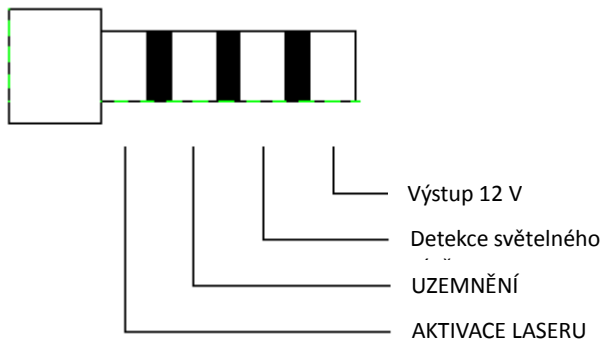 Výstup 12 V
Detekce světelného
UZEMNĚNÍ
AKTIVACE LASERU